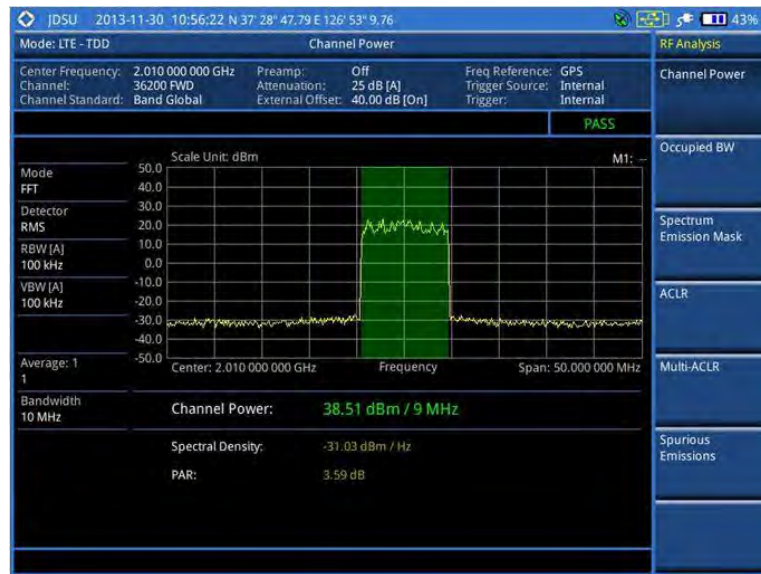 JDSU 2013-11-30 10:56:22 N 37' 28" 47.79 E 126' 53" 9.76 43%
Mode: LTE - TDD Channel Power RF Analysis
Center Frequency: 2.010 000 000 GHz Preamp: Off Freq Reference: GPS
Channel: 36200 FWD Attenuation: 25 dB [A] Trigger Source: Internal
Channel Standard: Band Global External Offset: 40.00 dB [On] Trigger: Internal
PASS
Scale Unit: dBm M1: --
Mode
FFT
Detector
RMS
RBW [A]
100 kHz
VBW [A]
100 kHz
Average: 1
1
Bandwidth
10 MHz
50.0
40.0
30.0
20.0
10.0
0.0
-10.0
-20.0
-30.0
-40.0
-50.0
Center: 2.010 000 000 GHz Frequency Span: 50.000 000 MHz
Channel Power: 38.51 dBm / 9 MHz
Spectral Density: -31.03 dBm / Hz
PAR: 3.59 dB
Channel Power
Occupied BW
Spectrum
Emission Mask
ACLR
Multi-ACLR
Spurious
Emissions